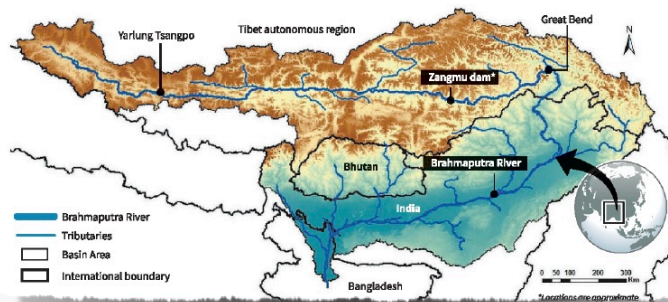 Great Bend
Tibet autonomous region
Yarlung Tsangpo
N
Zangmu dam*
Bhutan
Brahmaputra River
India
Brahmaputra River
Tributaries
Basin Area
International boundary
Bangladesh
0 50 100 200 300
Km
*Locations are approximate